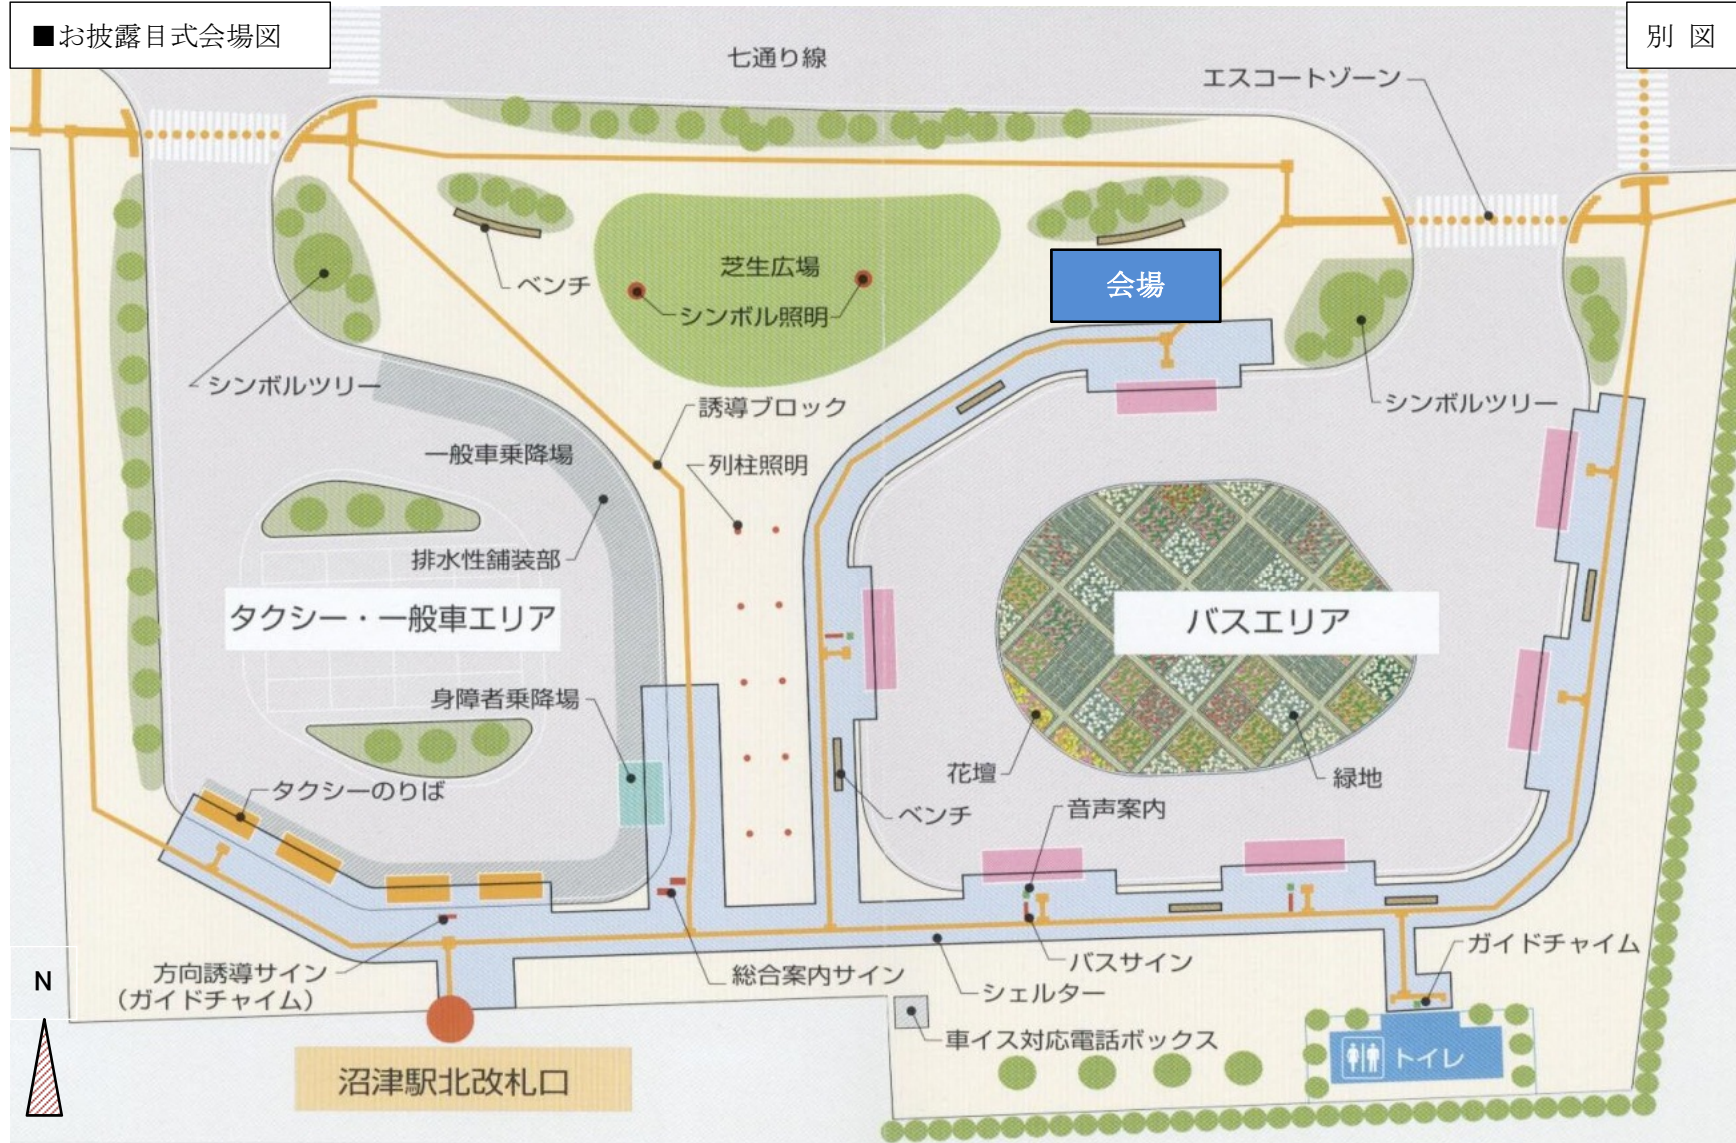 ■お披露目式会場図
別 図
七通り線
エスコートゾーン
ベンチ
芝生広場
会場
シンボル照明
シンボルツリー
誘導ブロック
シンボルツリー
一般車乗降場
列柱照明
排水性舗装部
タクシー・一般車エリア
バスエリア
身障者乗降場
花壇
緑地
タクシーのりば
ベンチ
音声案内
方向誘導サイン
(ガイドチャイム)
総合案内サイン
バスサイン
ガイドチャイム
シェルター
N
車イス対応電話ボックス
トイレ
沼津駅北改札口